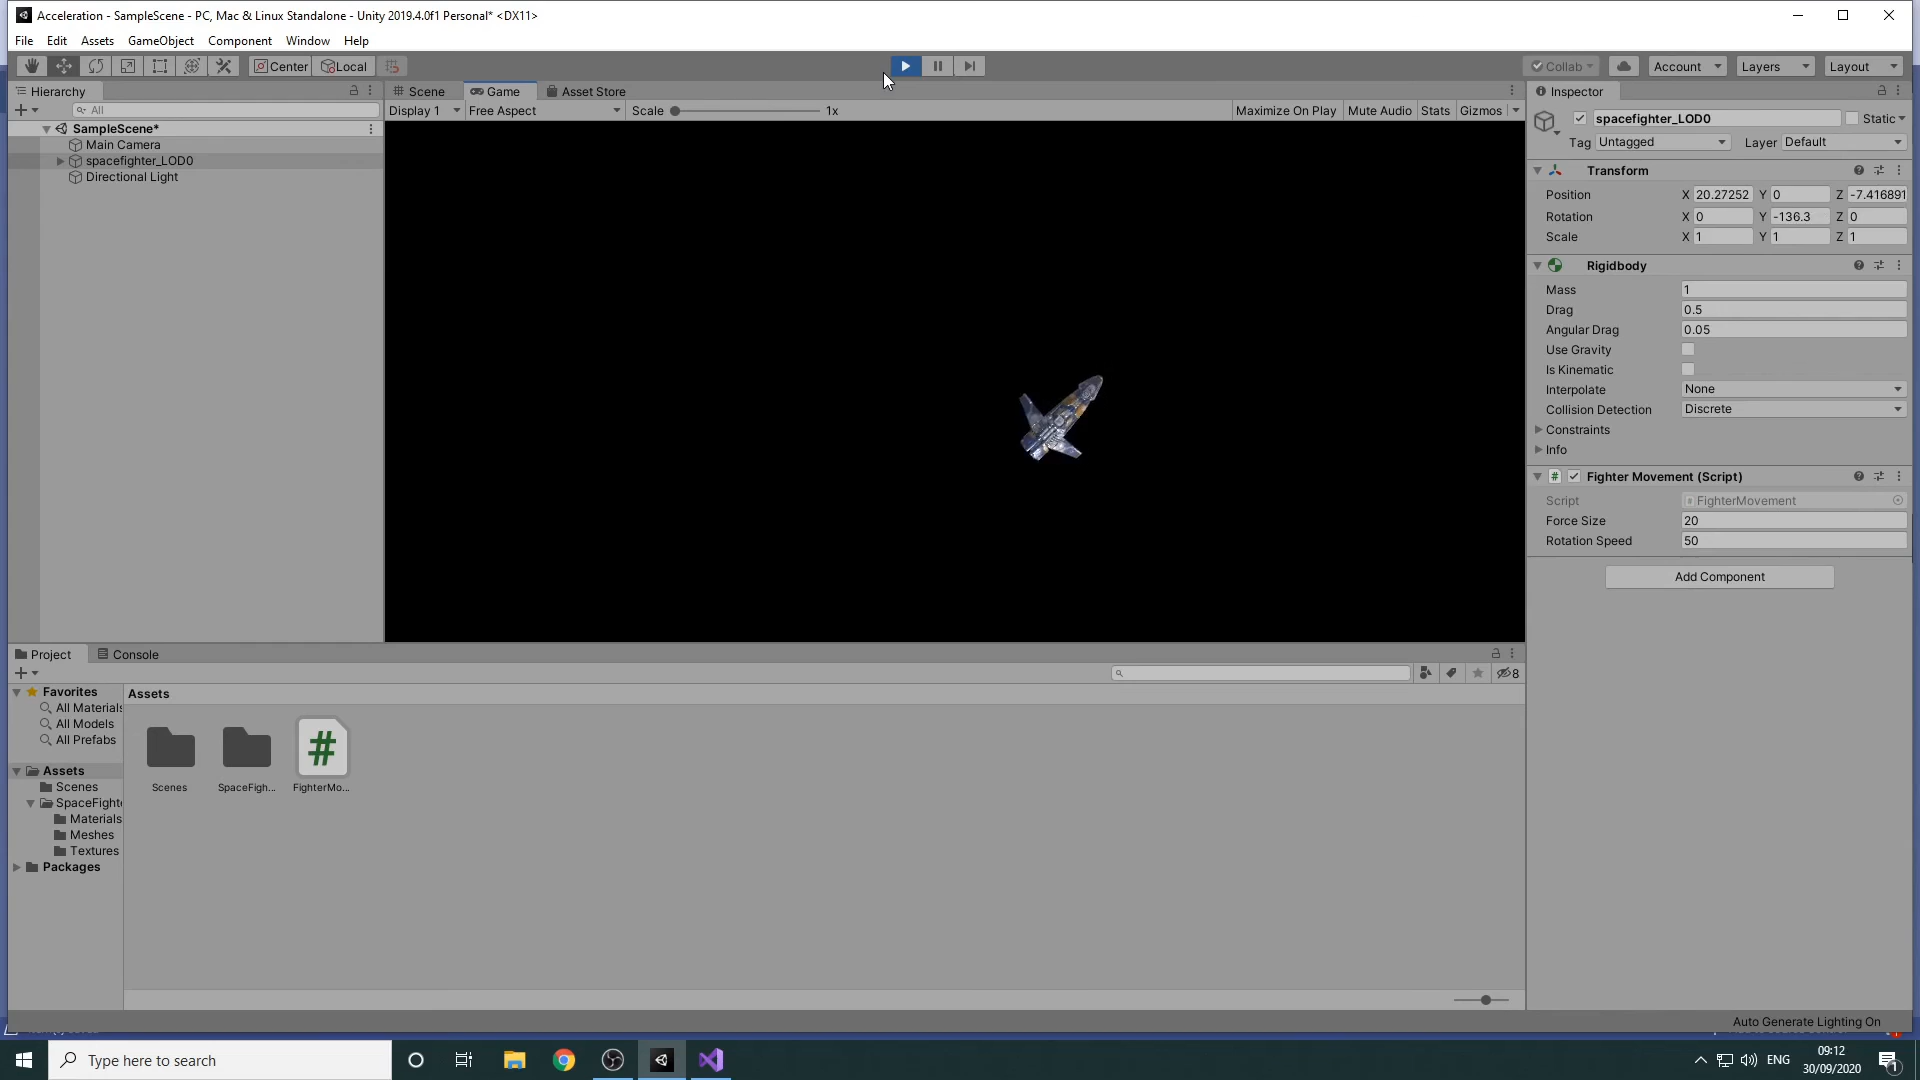 Acceleration - SampleScene - PC, Mac & Linux Standalone - Unity 2019.4.0f1 Personal* <DX11>
File Edit Assets GameObject Component Window Help
Center Local Collab Account Layers Layout
Hierarchy
All
SampleScene*
Main Camera
spacefighter_LOD0
Directional Light
Scene Game Asset Store
Display 1 Free Aspect Scale 1x Maximize On Play Mute Audio Stats Gizmos
Inspector
spacefighter_LOD0 Static
Tag Untagged Layer Default
Transform
Position X 20.27252 Y 0 Z -7.416891
Rotation X 0 Y -136.3 Z 0
Scale X 1 Y 1 Z 1
Rigidbody
Mass 1
Drag 0.5
Angular Drag 0.05
Use Gravity
Is Kinematic
Interpolate None
Collision Detection Discrete
Constraints
Info
# Fighter Movement (Script)
Script # FighterMovement
Force Size 20
Rotation Speed 50
Add Component
Project Console
8
Favorites
All Materials
All Models
All Prefabs
Assets
Scenes
SpaceFighte
Materials
Meshes
Textures
Packages
Assets
#
Scenes SpaceFigh... FighterMo...
Auto Generate Lighting On
Type here to search
ENG
09:12
30/09/2020
1